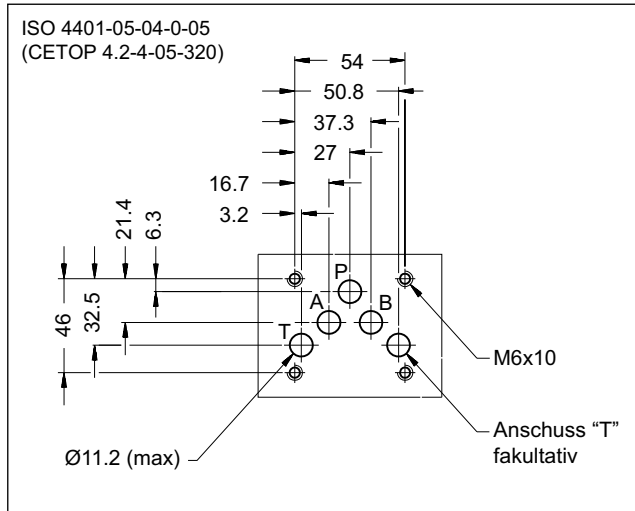 ISO 4401-05-04-0-05
(CETOP 4.2-4-05-320)
54
50.8
37.3
27
16.7
3.2
21.4
6.3
46
32.5
P
A
B
T
M6x10
Ø11.2 (max)
Anschuss “T”
fakultativ